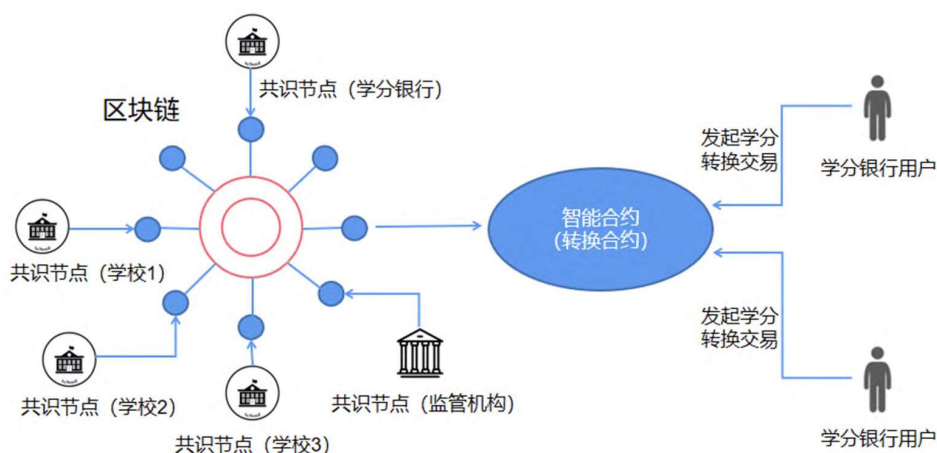 共识节点（学分银行）
区块链
发起学分
转换交易
学分银行用户
智能合约
（转换合约）
共识节点（学校1）
发起学分
转换交易
共识节点（学校2）
共识节点（监管机构）
共识节点（学校3）
学分银行用户